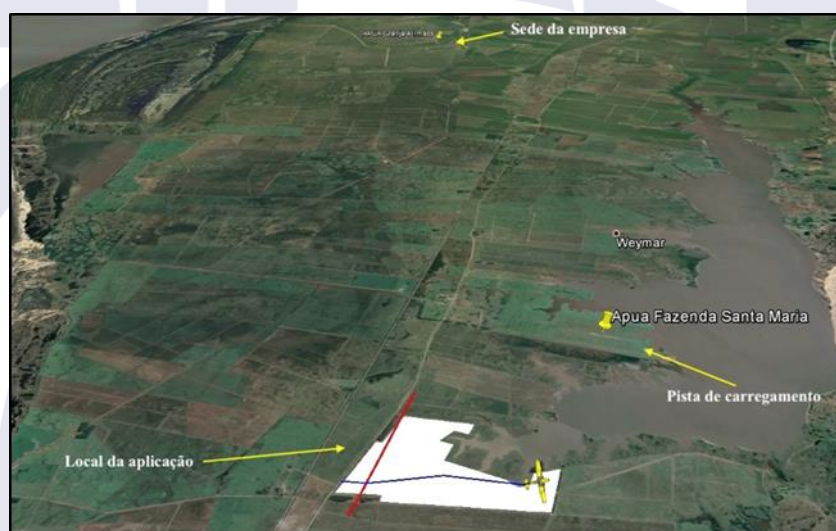 Sede da empresa
Weymar
Apua Fazenda Santa Maria
Pista de carregamento
Local da aplicação